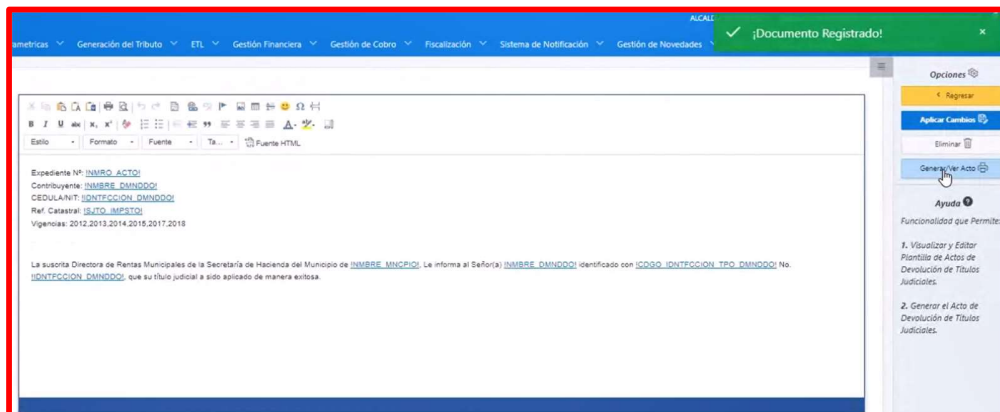 ALCALD
¡Documento Registrado! ×
ametricas Generación del Tributo ETL Gestión Financiera Gestión de Cobro Fiscalización Sistema de Notificación Gestión de Novedades
Opciones
Regresar
Aplicar Cambios
Eliminar
Generar/Ver Acto
Ayuda
Funcionalidad que Permite:
1. Visualizar y Editar
Plantilla de Actos de
Devolución de Titulos
Judiciales.
2. Generar el Acto de
Devolución de Titulos
Judiciales.
B I U abc x, x²
Estilo Formato Fuente Ta... Fuente HTML
Expediente Nº: !NMRO_ACTO!
Contribuyente: !NMBRE_DMNDDO!
CEDULA/NIT: !IDNTFCCION_DMNDDO!
Ref. Catastral: !SJTO_IMPSTO!
Vigencias: 2012,2013,2014,2015,2017,2018
La suscrita Directora de Rentas Municipales de la Secretaría de Hacienda del Municipio de !NMBRE_MNCPIO!, Le informa al Señor(a) !NMBRE_DMNDDO! identificado con !CDGO_IDNTFCCION_TPO_DMNDDO! No.
!IDNTFCCION_DMNDDO!, que su título judicial a sido aplicado de manera exitosa.